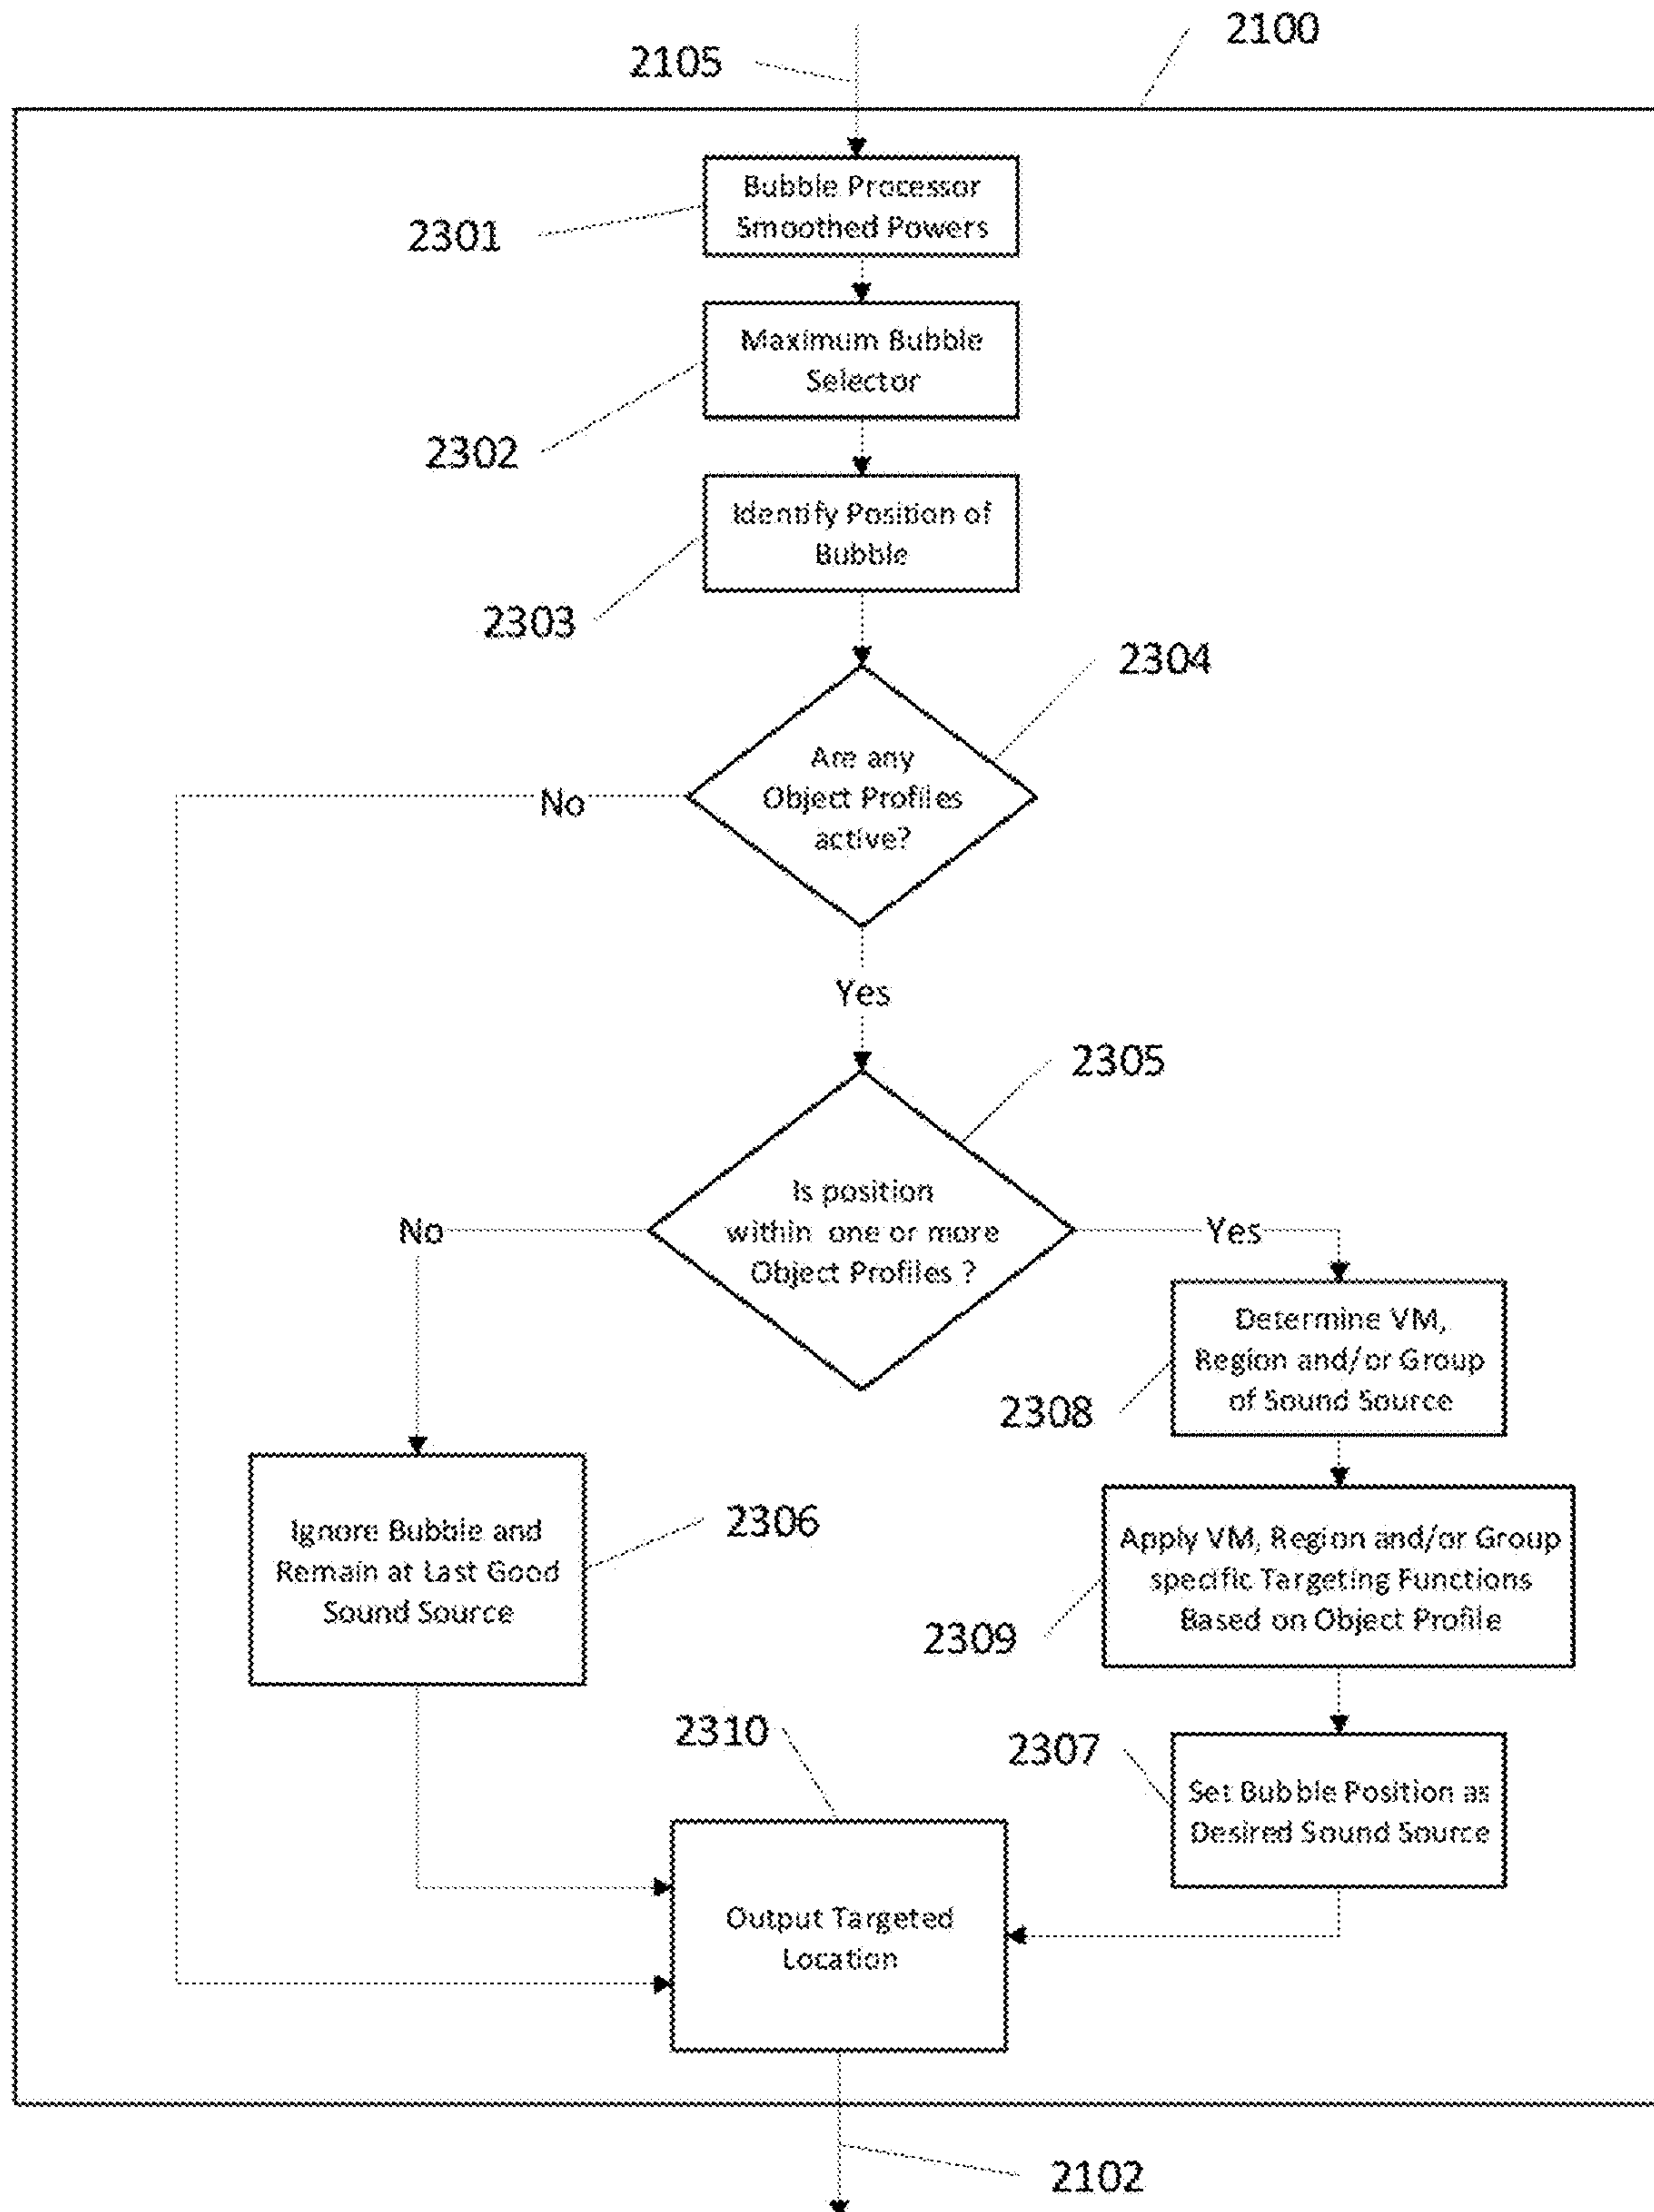 2100
2105
Bubble Processor
Smoothed Powers
2301
Maximum Bubble
Selector
2302
Identify Position of
Bubble
2303
2304
Are any
Object Profiles
active?
No
Yes
2305
Is position
within one or more
Object Profiles ?
No
Yes
Determine VM,
Region and/or Group
of Sound Source
2308
Ignore Bubble and
Remain at Last Good
Sound Source
2306
Apply VM, Region and/or Group
specific Targeting Functions
Based on Object Profile
2309
2310
2307
Set Bubble Position as
Desired Sound Source
Output Targeted
Location
2102